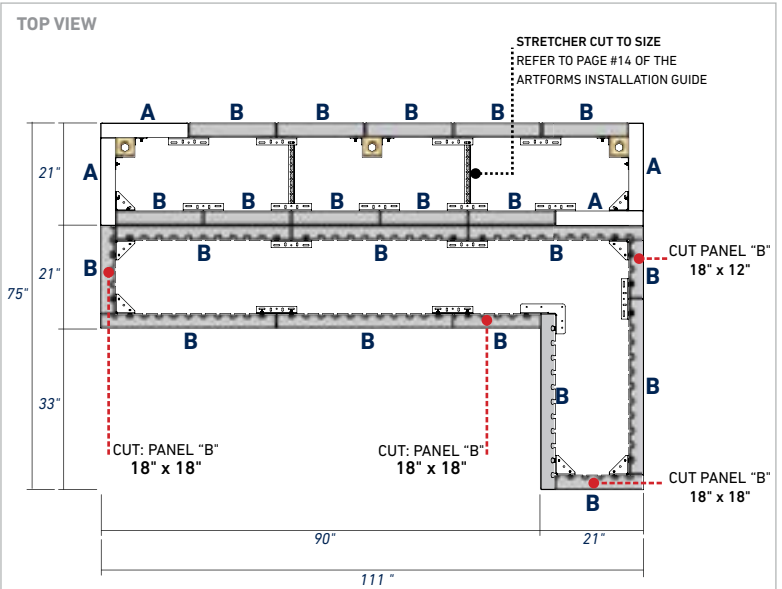 TOP VIEW
STRETCHER CUT TO SIZE
REFER TO PAGE #14 OF THE
ARTFORMS INSTALLATION GUIDE
A B B B B B
21"
A
A
B B B B A
B B B
CUT PANEL "B"
18" x 12"
21"
B
B
75"
B B B
B
B
33"
CUT: PANEL "B"
18" x 18"
CUT: PANEL "B"
18" x 18"
CUT PANEL "B"
18" x 18"
B
90"
21"
111 "